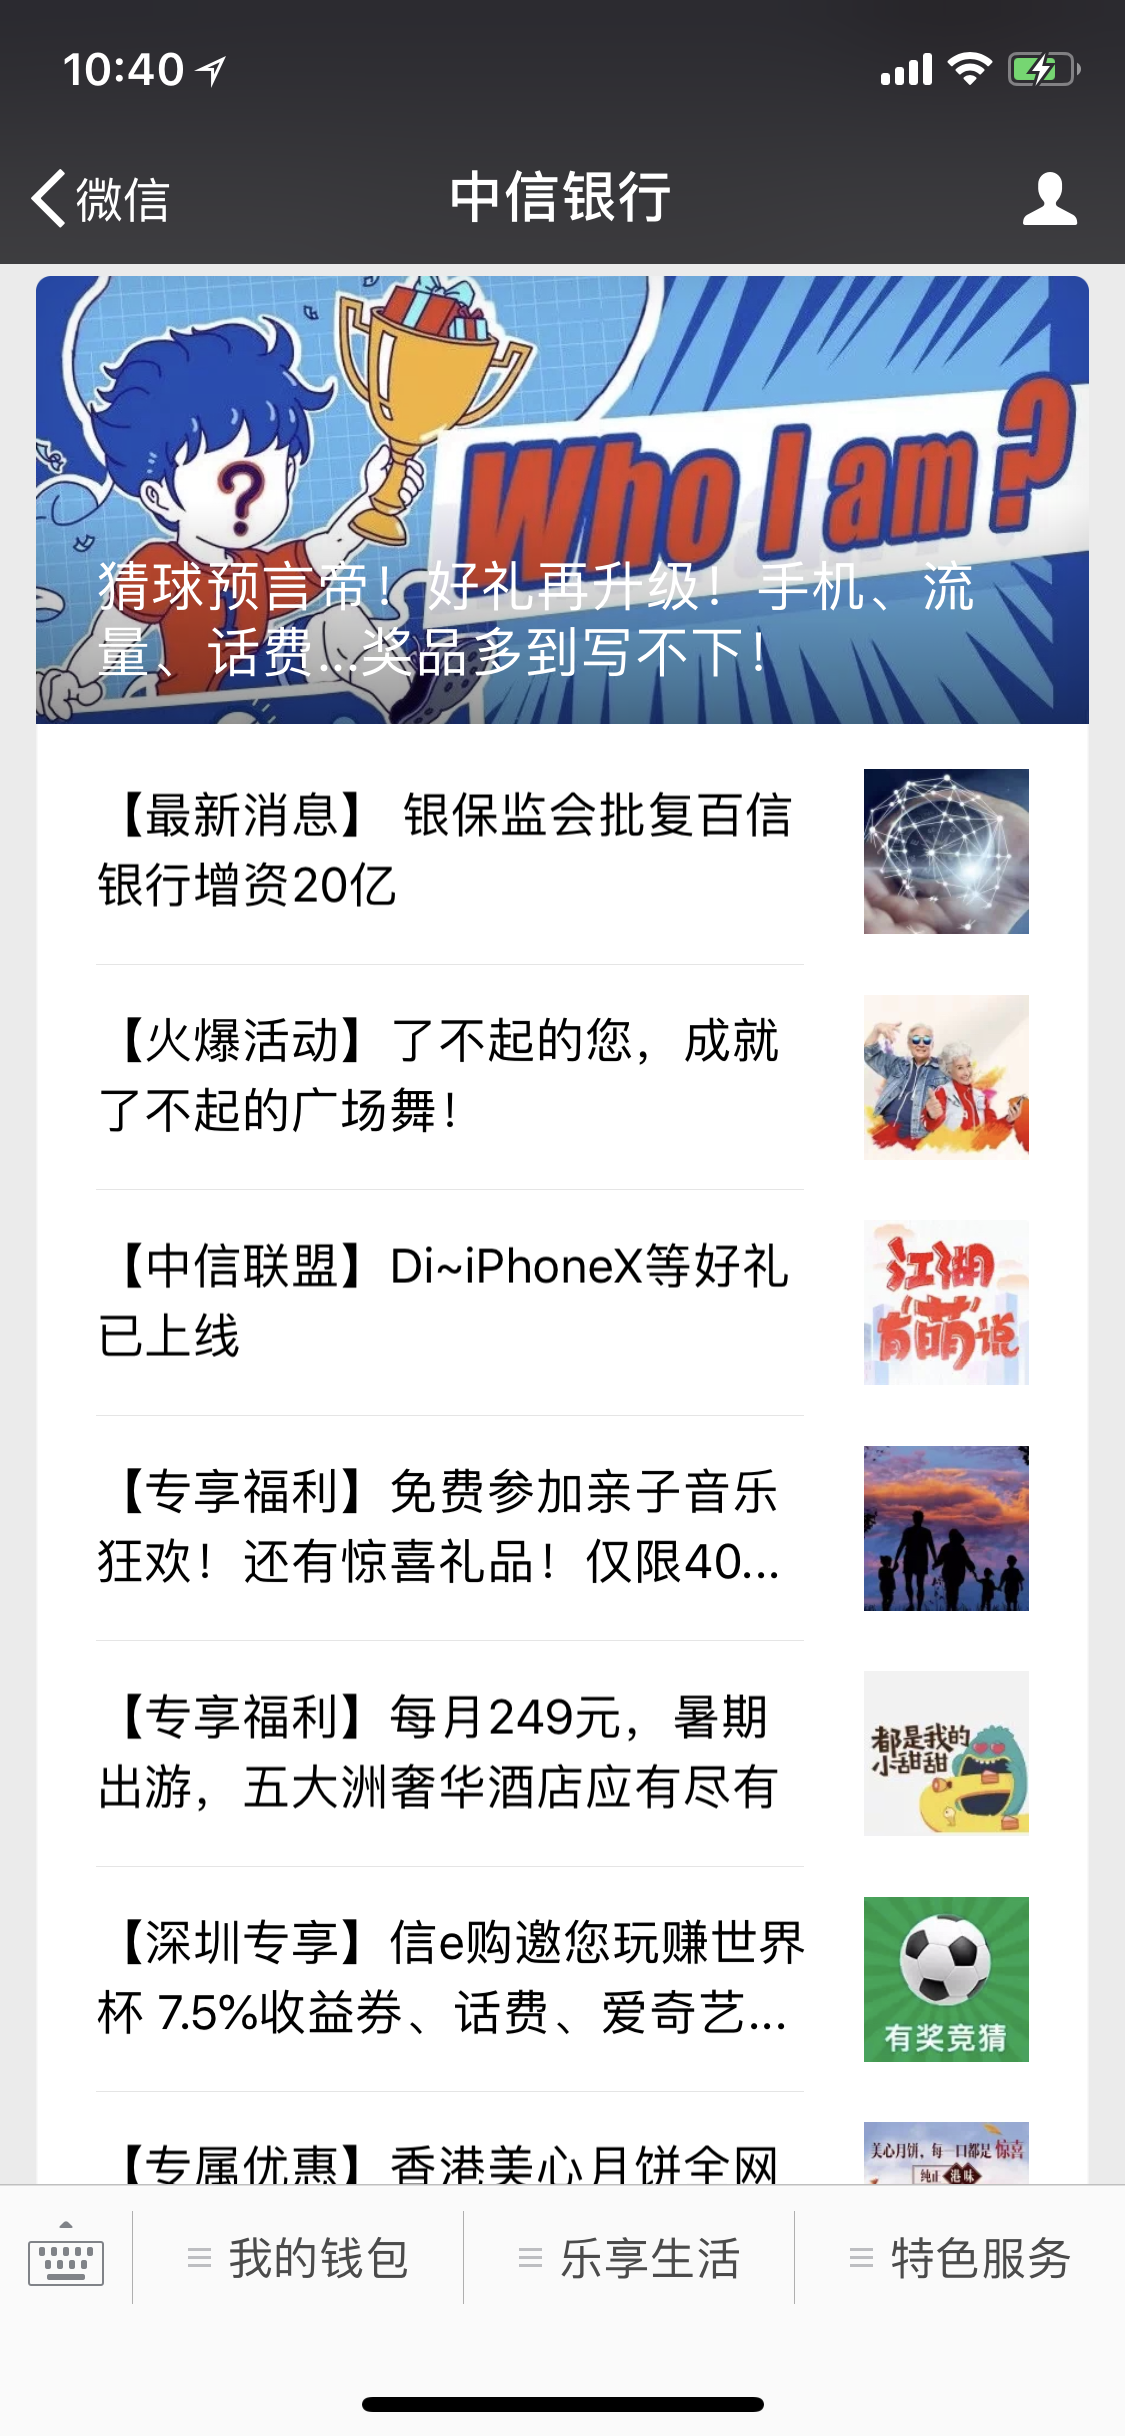 10:40
微信
中信银行
Who I am?
?
猜球预言帝！好礼再升级！手机、流
量、话费...奖品多到写不下！
【最新消息】 银保监会批复百信
银行增资20亿
【火爆活动】了不起的您，成就
了不起的广场舞！
【中信联盟】Di~iPhoneX等好礼
已上线
江湖
有萌说
【专享福利】免费参加亲子音乐
狂欢！还有惊喜礼品！仅限40...
【专享福利】每月249元，暑期
出游，五大洲奢华酒店应有尽有
都是我的
小甜甜
【深圳专享】信e购邀您玩赚世界
杯 7.5%收益券、话费、爱奇艺...
有奖竞猜
【专属优惠】香港美心月饼全网
美心月饼，每一口都是惊喜
纯正 港味
我的钱包
乐享生活
特色服务